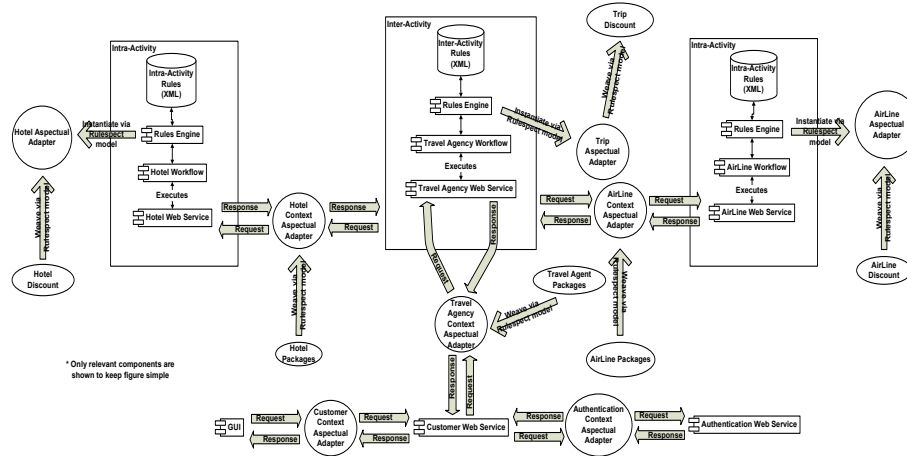 Trip
Discount
Inter-Activity
Inter-Activity
Rules
(XML)
Rules Engine
Travel Agency Workflow
Executes
Travel Agency Web Service
Instantiate via
Rulespect model
Weave via
Rulespect model
Trip
Aspectual
Adapter
Intra-Activity
Intra-Activity
Rules
(XML)
Rules Engine
Hotel Workflow
Executes
Hotel Web Service
Instantiate via
Rulespect
model
Hotel Aspectual
Adapter
Weave via
Rulespect model
Hotel
Discount
Response
Request
Hotel
Context
Aspectual
Adapter
Response
Request
Weave via
Rulespect model
Hotel
Packages
Request
Response
AirLine
Context
Aspectual
Adapter
Request
Response
Weave via
Rulespect model
AirLine Packages
Intra-Activity
Intra-Activity
Rules
(XML)
Rules Engine
AirLine Workflow
Executes
AirLine Web Service
Instantiate via
Rulespect
model
AirLine
Aspectual
Adapter
Weave via
Rulespect model
AirLine
Discount
Request
Response
Travel Agent
Packages
Weave via
Rulespect model
Travel
Agency
Context
Aspectual
Adapter
Response
Request
* Only relevant components are
shown to keep figure simple
GUI
Request
Response
Customer
Context
Aspectual
Adapter
Request
Response
Customer Web Service
Response
Request
Authentication
Context
Aspectual
Adapter
Request
Response
Authentication Web Service